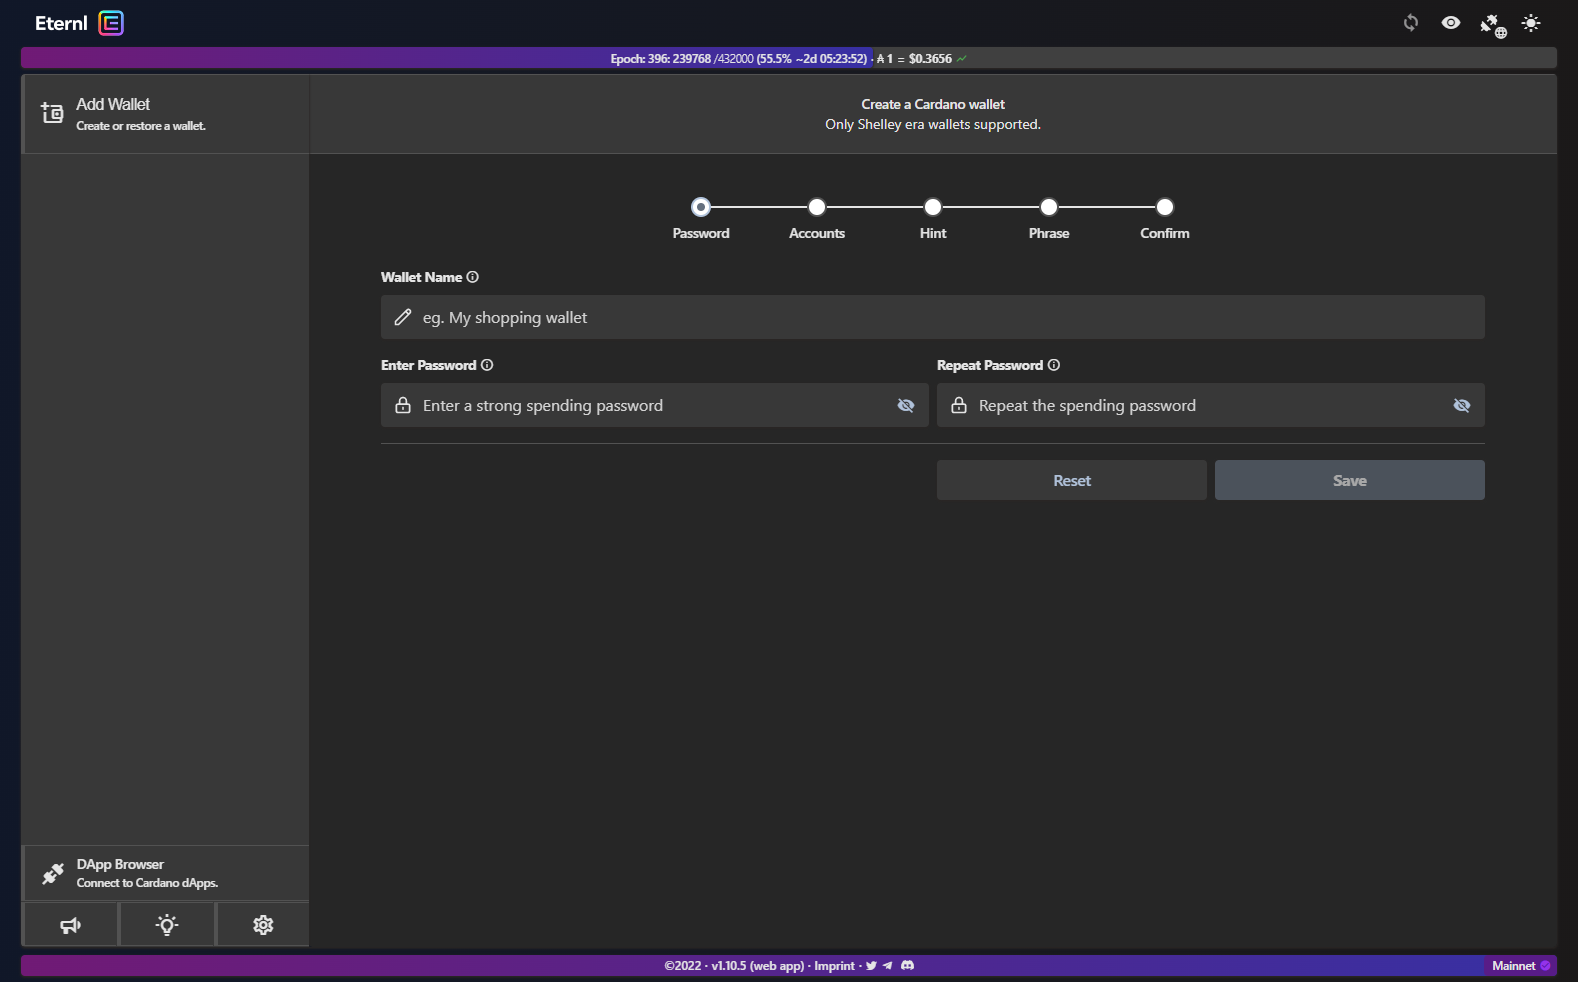 Eternl
Epoch: 396: 239768 /432000 (55.5% ~2d 05:23:52) · ₳ 1 = $0.3656
Add Wallet
Create or restore a wallet.
Create a Cardano wallet
Only Shelley era wallets supported.
Password
Accounts
Hint
Phrase
Confirm
Wallet Name
eg. My shopping wallet
Enter Password
Enter a strong spending password
Repeat Password
Repeat the spending password
Reset
Save
DApp Browser
Connect to Cardano dApps.
©2022 · v1.10.5 (web app) · Imprint ·
Mainnet